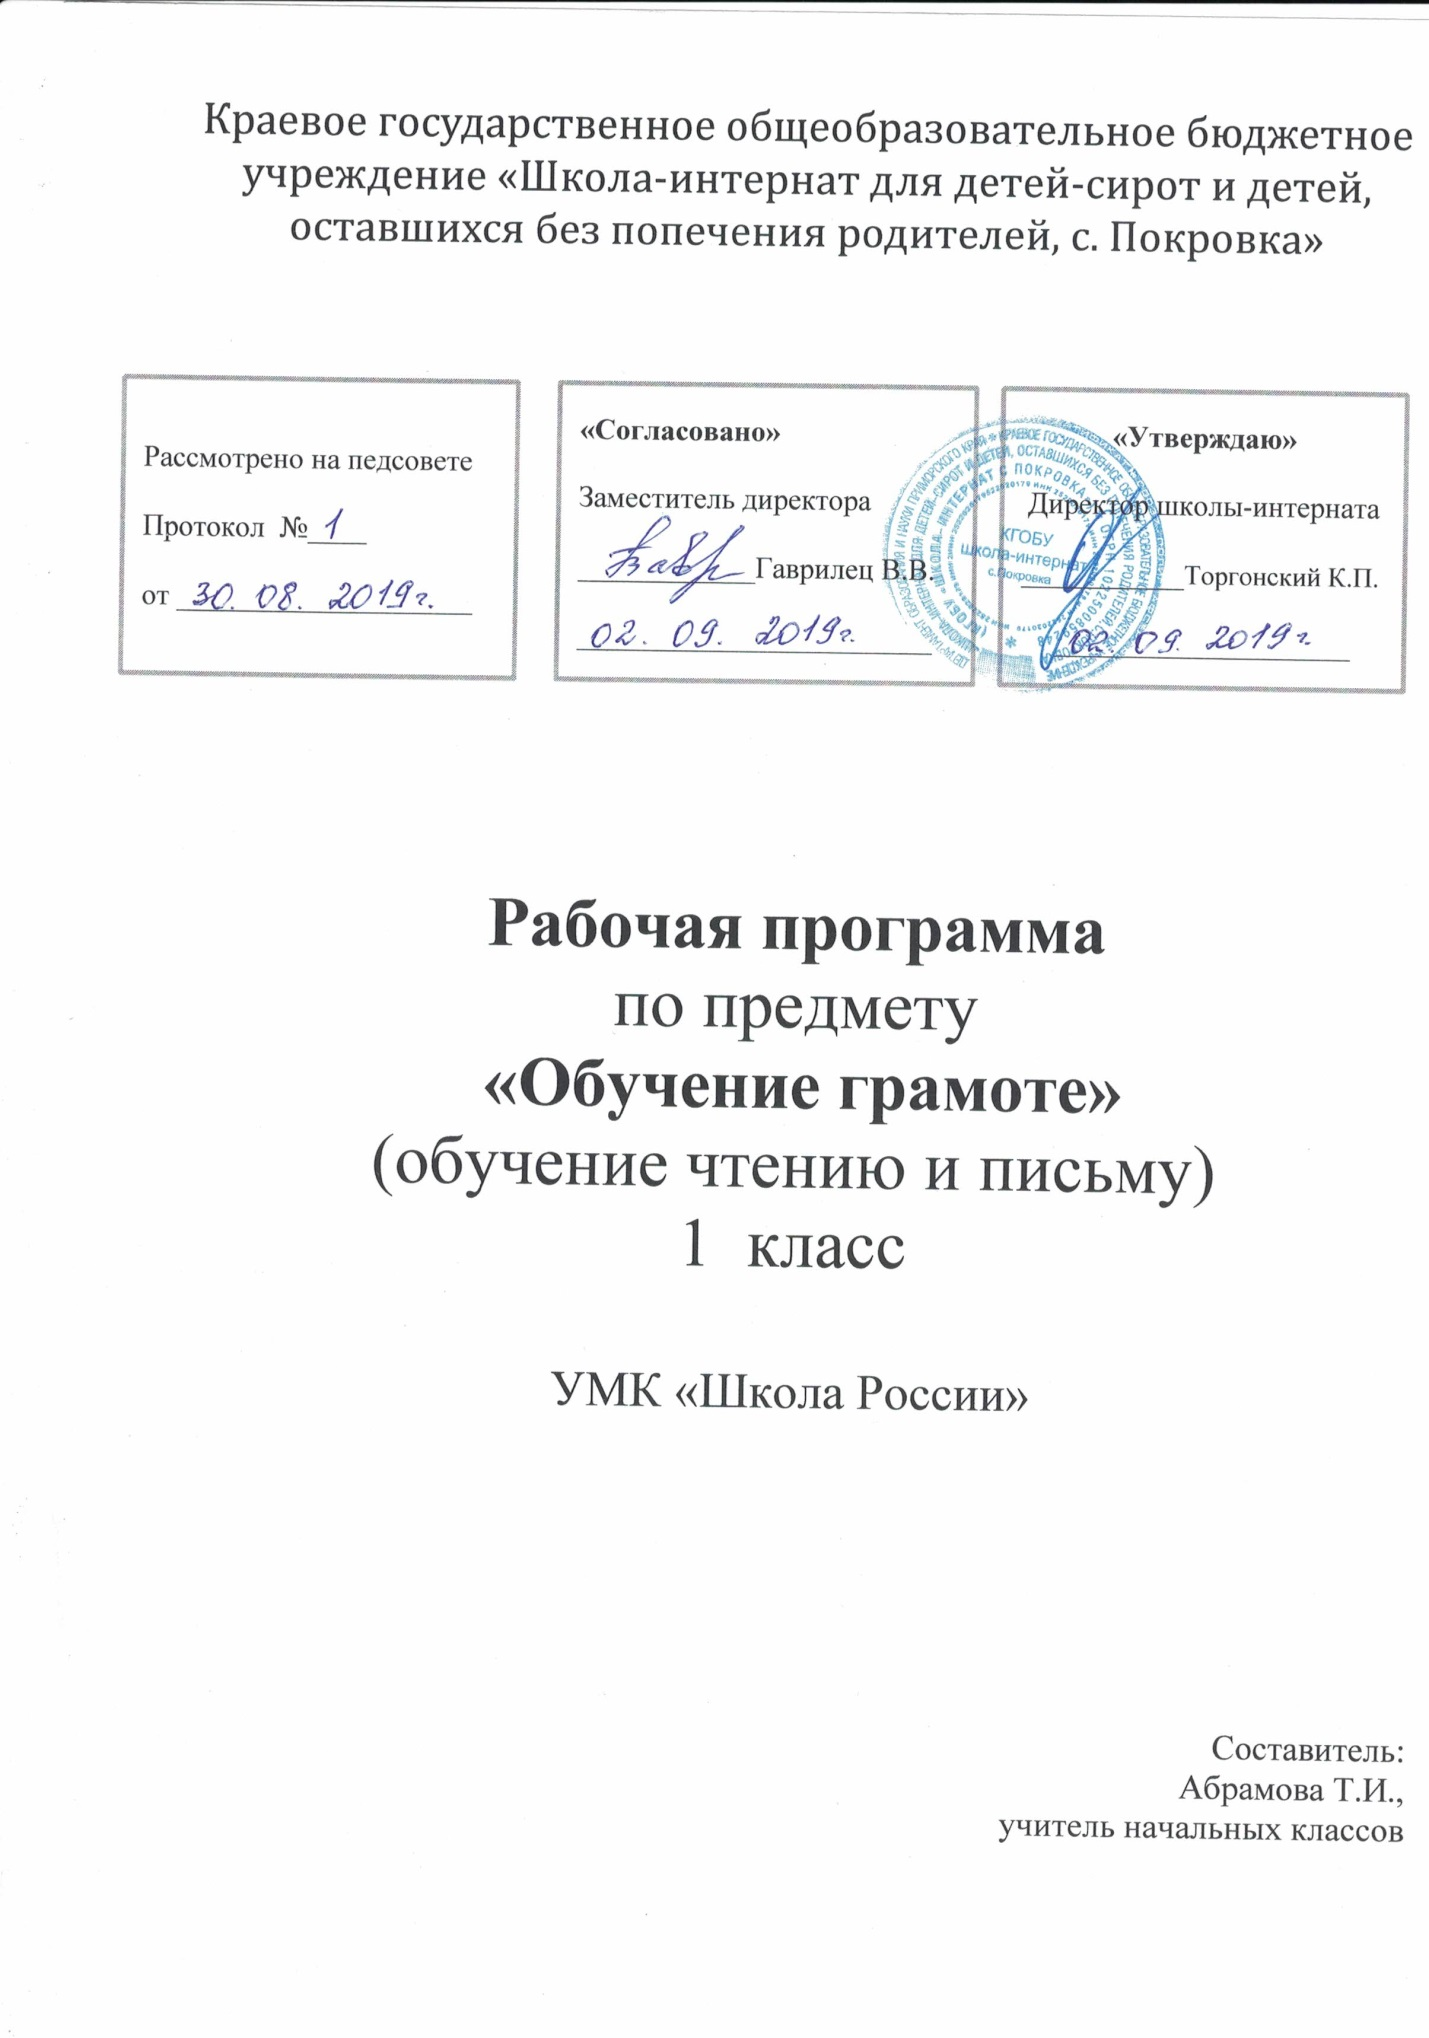 Краевое государственное общеобразовательное бюджетное
учреждение «Школа-интернат для детей-сирот и детей,
оставшихся без попечения родителей, с. Покровка»
Рассмотрено на педсовете
Протокол №1
от 30. 08. 2019г.
«Согласовано»
Заместитель директора
Гаврилец В.В.
02. 09. 2019г.
«Утверждаю»
Директор школы-интерната
Торгонский К.П.
02 09. 2019г
КГОБУ
школа-интернат
с.Покровка
Рабочая программа
по предмету
«Обучение грамоте»
(обучение чтению и письму)
1 класс
УМК «Школа России»
Составитель:
Абрамова Т.И.,
учитель начальных классов